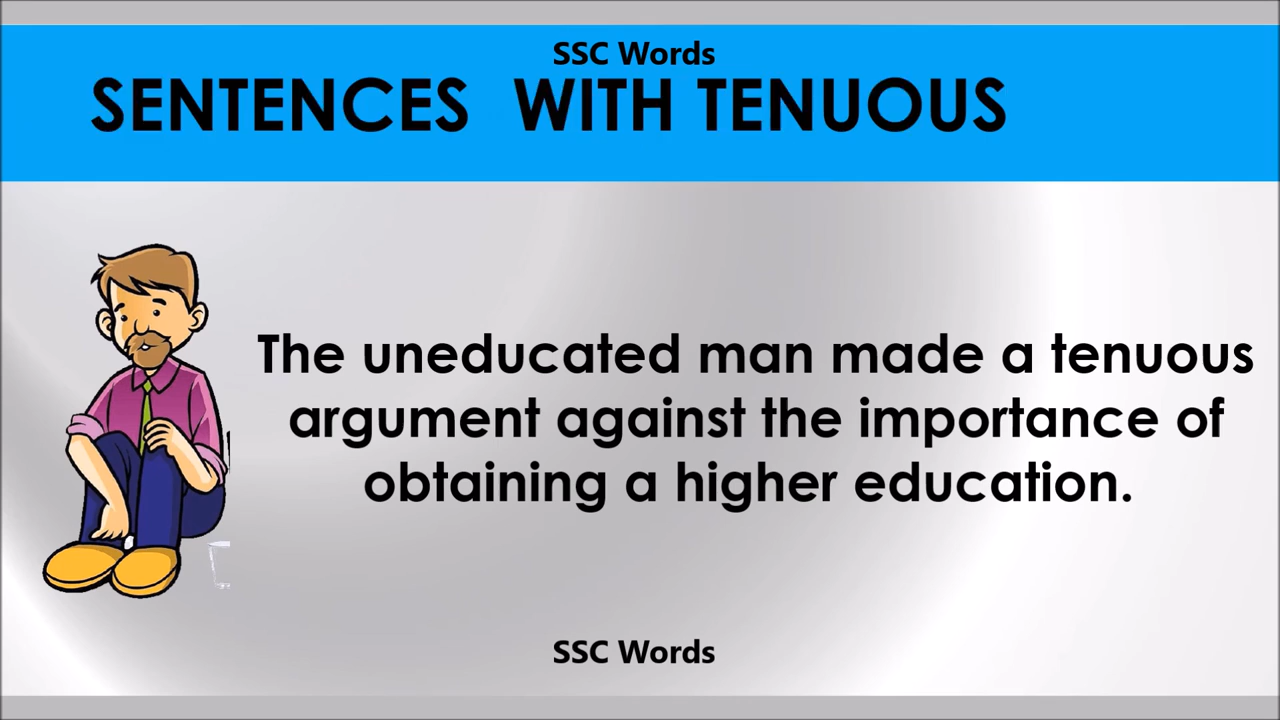 SSC Words
SENTENCES WITH TENUOUS
The uneducated man made a tenuous
argument against the importance of
obtaining a higher education.
SSC Words